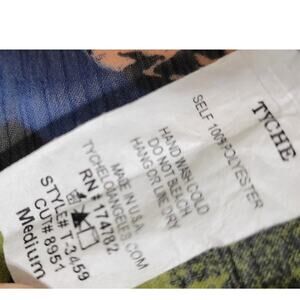 TYCHE
SELF 100% POLYESTER
HAND WASH COLD
DO NOT BLEACH
HANG OR LINE DRY
MADE IN U.S.A
TYCHELOSANGELES.COM
RN# 174782
STYLE# T-3459
CUT# 8951
Medium